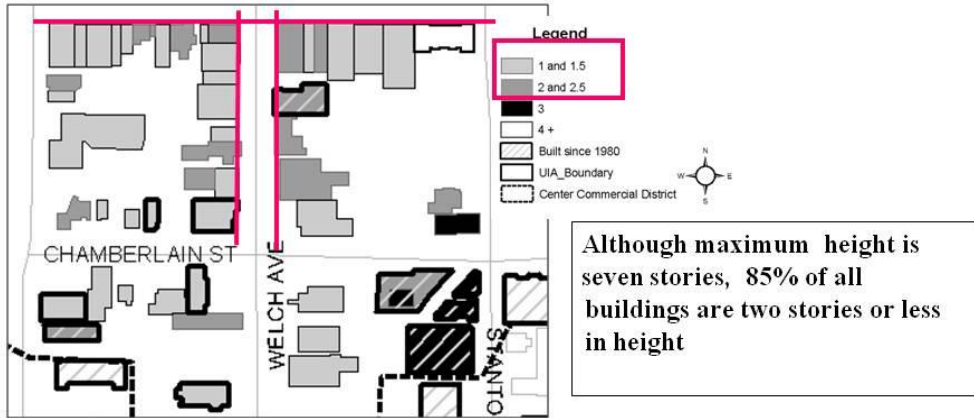 Legend
1 and 1.5
2 and 2.5
3
4 +
Built since 1980
UIA_Boundary
Center Commercial District
N
W E
S
CHAMBERLAIN ST
WELCH AVE
STANTO
Although maximum height is
seven stories, 85% of all
buildings are two stories or less
in height